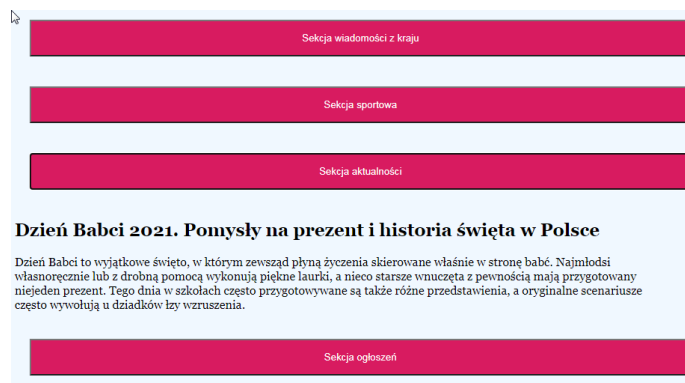 Sekcja wiadomości z kraju
Sekcja sportowa
Sekcja aktualności
Dzień Babci 2021. Pomysły na prezent i historia święta w Polsce
Dzień Babci to wyjątkowe święto, w którym zewsząd płyną życzenia skierowane właśnie w stronę babć. Najmłodsi
własnoręcznie lub z drobną pomocą wykonują piękne laurki, a nieco starsze wnuczęta z pewnością mają przygotowany
niejeden prezent. Tego dnia w szkołach często przygotowywane są także różne przedstawienia, a oryginalne scenariusze
często wywołują u dziadków łzy wzruszenia.
Sekcja ogłoszeń